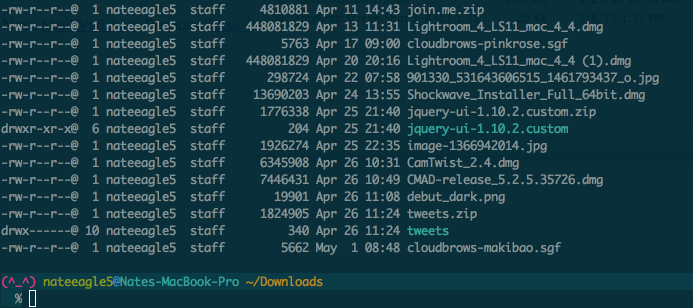 -rw-r--r--@  1 nateeagle5  staff    4810881 Apr 11 14:43 join.me.zip
-rw-r--r--@  1 nateeagle5  staff  448081829 Apr 13 11:31 Lightroom_4_LS11_mac_4_4.dmg
-rw-r--r--@  1 nateeagle5  staff       5763 Apr 17 09:00 cloudbrows-pinkrose.sgf
-rw-r--r--@  1 nateeagle5  staff  448081829 Apr 20 20:16 Lightroom_4_LS11_mac_4_4 (1).dmg
-rw-r--r--@  1 nateeagle5  staff     298724 Apr 22 07:58 901330_531643606515_1461793437_o.jpg
-rw-r--r--@  1 nateeagle5  staff   13690203 Apr 24 13:55 Shockwave_Installer_Full_64bit.dmg
-rw-r--r--@  1 nateeagle5  staff    1776338 Apr 25 21:40 jquery-ui-1.10.2.custom.zip
drwxr-xr-x@  6 nateeagle5  staff        204 Apr 25 21:40 jquery-ui-1.10.2.custom
-rw-r--r--@  1 nateeagle5  staff    1926274 Apr 25 22:35 image-1366942014.jpg
-rw-r--r--@  1 nateeagle5  staff    6345908 Apr 26 10:31 CamTwist_2.4.dmg
-rw-r--r--@  1 nateeagle5  staff    7446431 Apr 26 10:49 CMAD-release_5.2.5.35726.dmg
-rw-r--r--@  1 nateeagle5  staff      19901 Apr 26 11:08 debut_dark.png
-rw-r--r--@  1 nateeagle5  staff    1824905 Apr 26 11:24 tweets.zip
drwx------@ 10 nateeagle5  staff        340 Apr 26 11:24 tweets
-rw-r--r--@  1 nateeagle5  staff       5662 May  1 08:48 cloudbrows-makibao.sgf
(^_^) nateeagle5@Nates-MacBook-Pro ~/Downloads
%